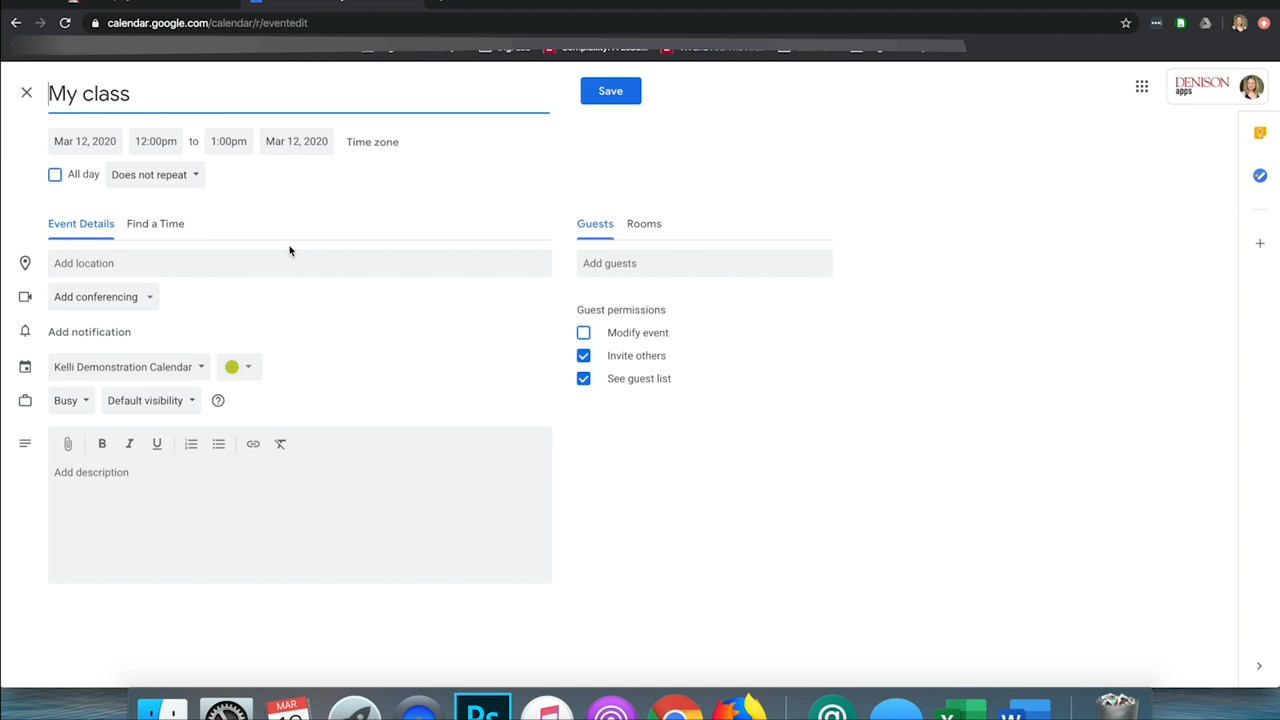 calendar.google.com/calendar/r/eventedit
My class
Save
DENISON
apps
Mar 12, 2020 12:00pm to 1:00pm Mar 12, 2020 Time zone
All day Does not repeat
Event Details Find a Time
Guests Rooms
Add location
Add guests
Add conferencing
Guest permissions
Add notification
Modify event
Invite others
Kelli Demonstration Calendar
See guest list
Busy Default visibility
B I U
Add description
MAR
Ps